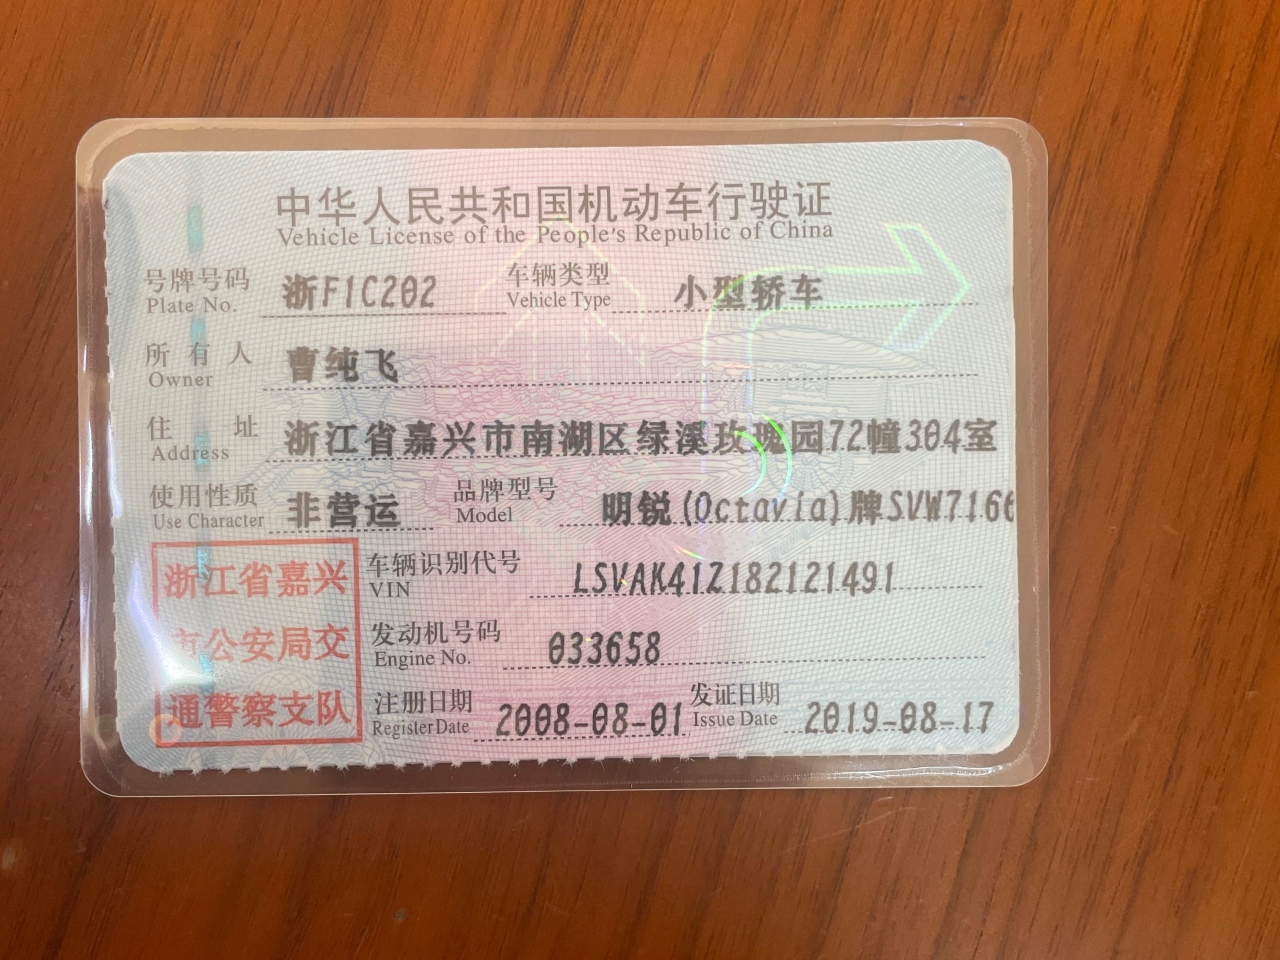 中华人民共和国机动车行驶证
Vehicle License of the People's Republic of China
号牌号码 浙F1C202 车辆类型 小型轿车
Plate No. Vehicle Type
所有人 曹纯飞
Owner
住址 浙江省嘉兴市南湖区绿溪玫瑰园72幢304室
Address
使用性质 非营运 品牌型号 明锐(Octavia)牌SVW7166
Use Character Model
车辆识别代号 LSVAK41Z182121491
VIN
发动机号码 033658
Engine No.
注册日期 2008-08-01 发证日期 2019-08-17
Register Date Issue Date
浙江省嘉兴
市公安局交
通警察支队